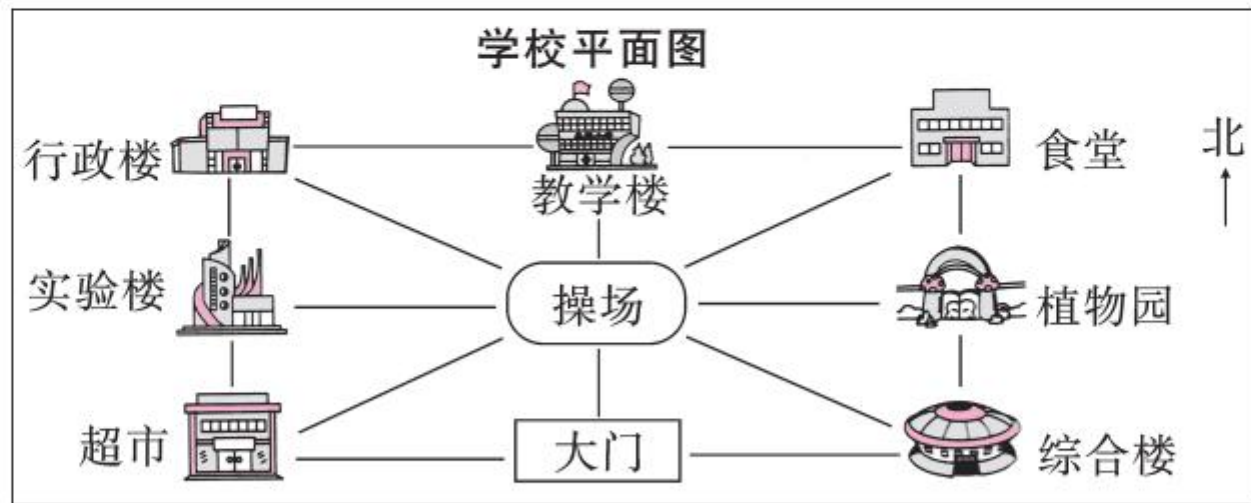 学校平面图
行政楼
教学楼
食堂
北
实验楼
操场
植物园
超市
大门
综合楼